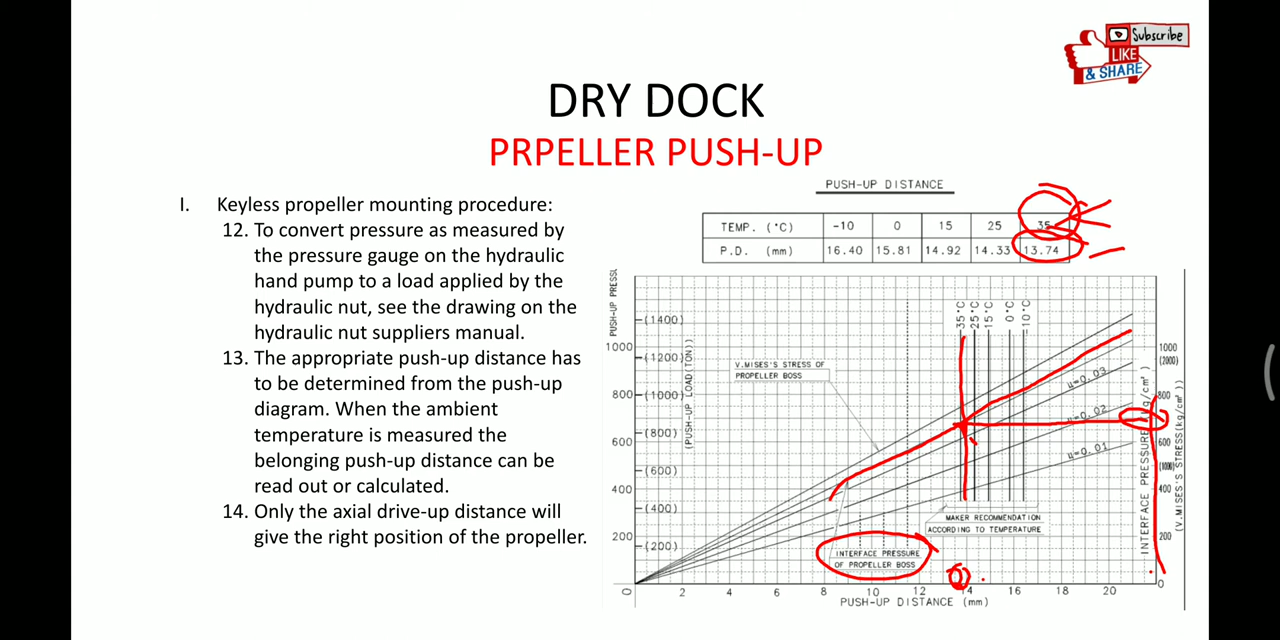 Subscribe
LIKE
& SHARE
DRY DOCK
PRPELLER PUSH-UP
I. Keyless propeller mounting procedure:
12. To convert pressure as measured by
the pressure gauge on the hydraulic
hand pump to a load applied by the
hydraulic nut, see the drawing on the
hydraulic nut suppliers manual.
13. The appropriate push-up distance has
to be determined from the push-up
diagram. When the ambient
temperature is measured the
belonging push-up distance can be
read out or calculated.
14. Only the axial drive-up distance will
give the right position of the propeller.
PUSH-UP DISTANCE
TEMP. (°C) -10 0 15 25 35
P.D. (mm) 16.40 15.81 14.92 14.33 13.74
PUSH-UP PRESSU
(PUSH-UP LOAD(TON))
1000 800 600 400 200
(1400) (1200) (1000) (800) (600) (400) (200)
V.MISES'S STRESS OF
PROPELLER BOSS
35°C 25°C 15°C 0°C -10°C
μ=0.03
μ=0.02
μ=0.01
MAKER RECOMMENDATION
ACCORDING TO TEMPERATURE
INTERFACE PRESSURE
OF PROPELLER BOSS
1000
(2000)
800
600
(1000)
400
200
0
INTERFACE PRESSURE kg/cm²
(V.MISES'S STRESS(kg/cm²))
0 2 4 6 8 10 12 14 16 18 20
PUSH-UP DISTANCE (mm)